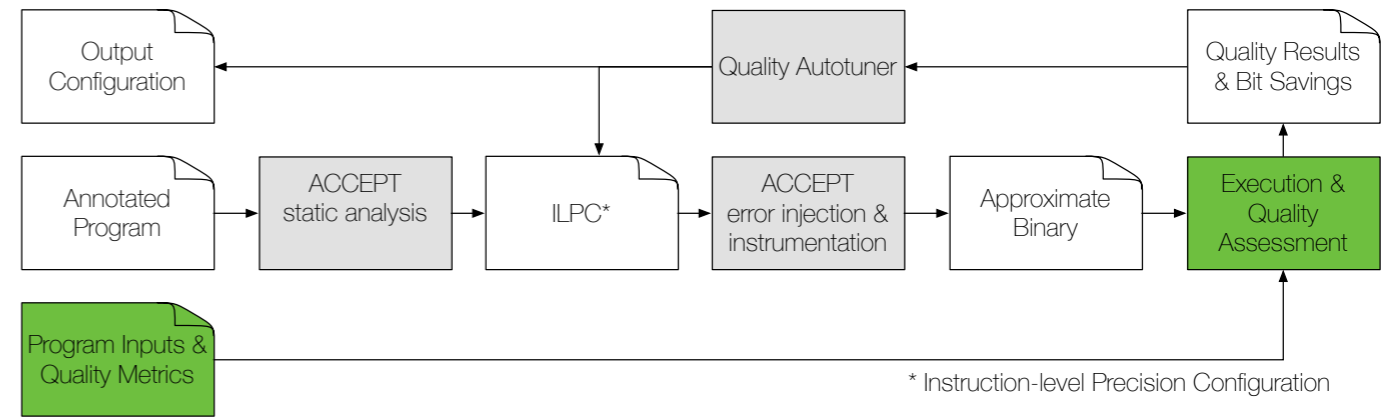 Output
Configuration
Quality Autotuner
Quality Results
& Bit Savings
Annotated
Program
ACCEPT
static analysis
ILPC*
ACCEPT
error injection &
instrumentation
Approximate
Binary
Execution &
Quality
Assessment
Program Inputs &
Quality Metrics
* Instruction-level Precision Configuration